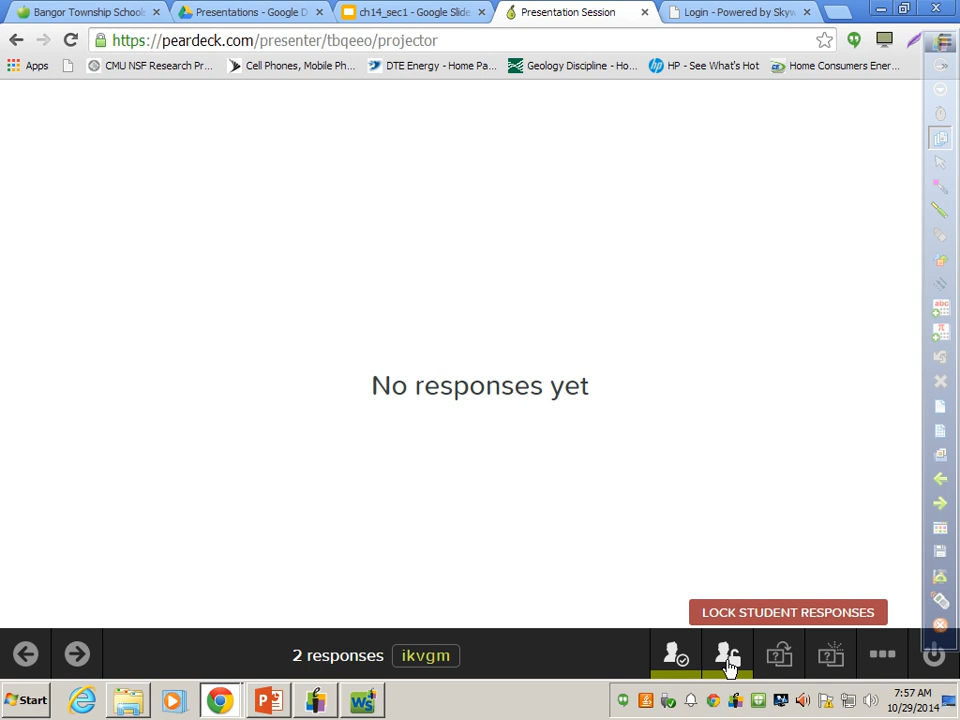 Bangor Township Schools
Presentations - Google D
ch14_sec1 - Google Slide
Presentation Session
Login - Powered by Skyw
https://peardeck.com/presenter/tbqeeo/projector
Apps
CMU NSF Research Pr...
Cell Phones, Mobile Ph...
DTE Energy - Home Pa...
Geology Discipline - Ho...
HP - See What's Hot
Home Consumers Ener...
abc
π
No responses yet
LOCK STUDENT RESPONSES
2 responses
ikvgm
Start
7:57 AM
10/29/2014